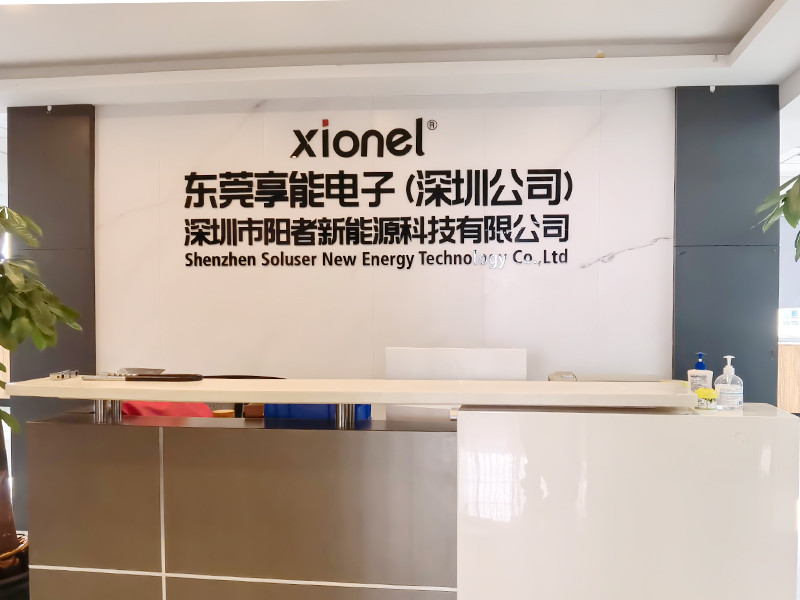 xionel®
东莞享能电子(深圳公司)
深圳市阳者新能源科技有限公司
Shenzhen Soluser New Energy Technology Co.,Ltd